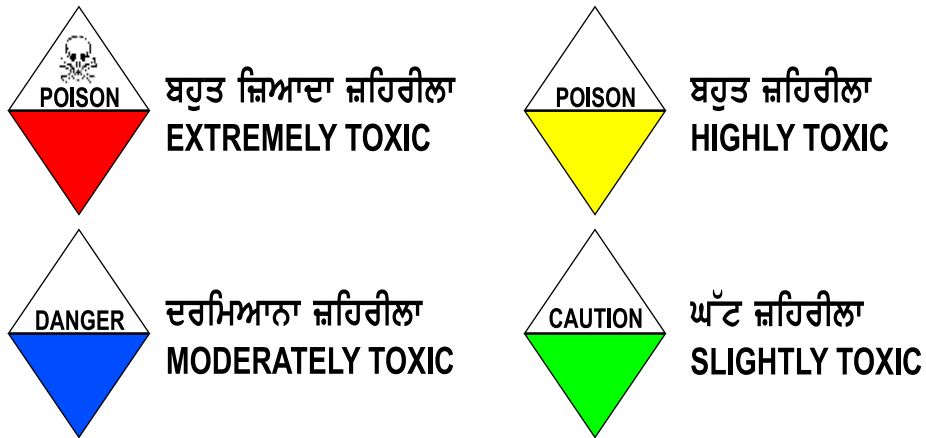 POISON
ਬਹੁਤ ਜ਼ਿਆਦਾ ਜ਼ਹਿਰੀਲਾ
EXTREMELY TOXIC
POISON
ਬਹੁਤ ਜ਼ਹਿਰੀਲਾ
HIGHLY TOXIC
DANGER
ਦਰਮਿਆਨਾ ਜ਼ਹਿਰੀਲਾ
MODERATELY TOXIC
CAUTION
ਘੱਟ ਜ਼ਹਿਰੀਲਾ
SLIGHTLY TOXIC